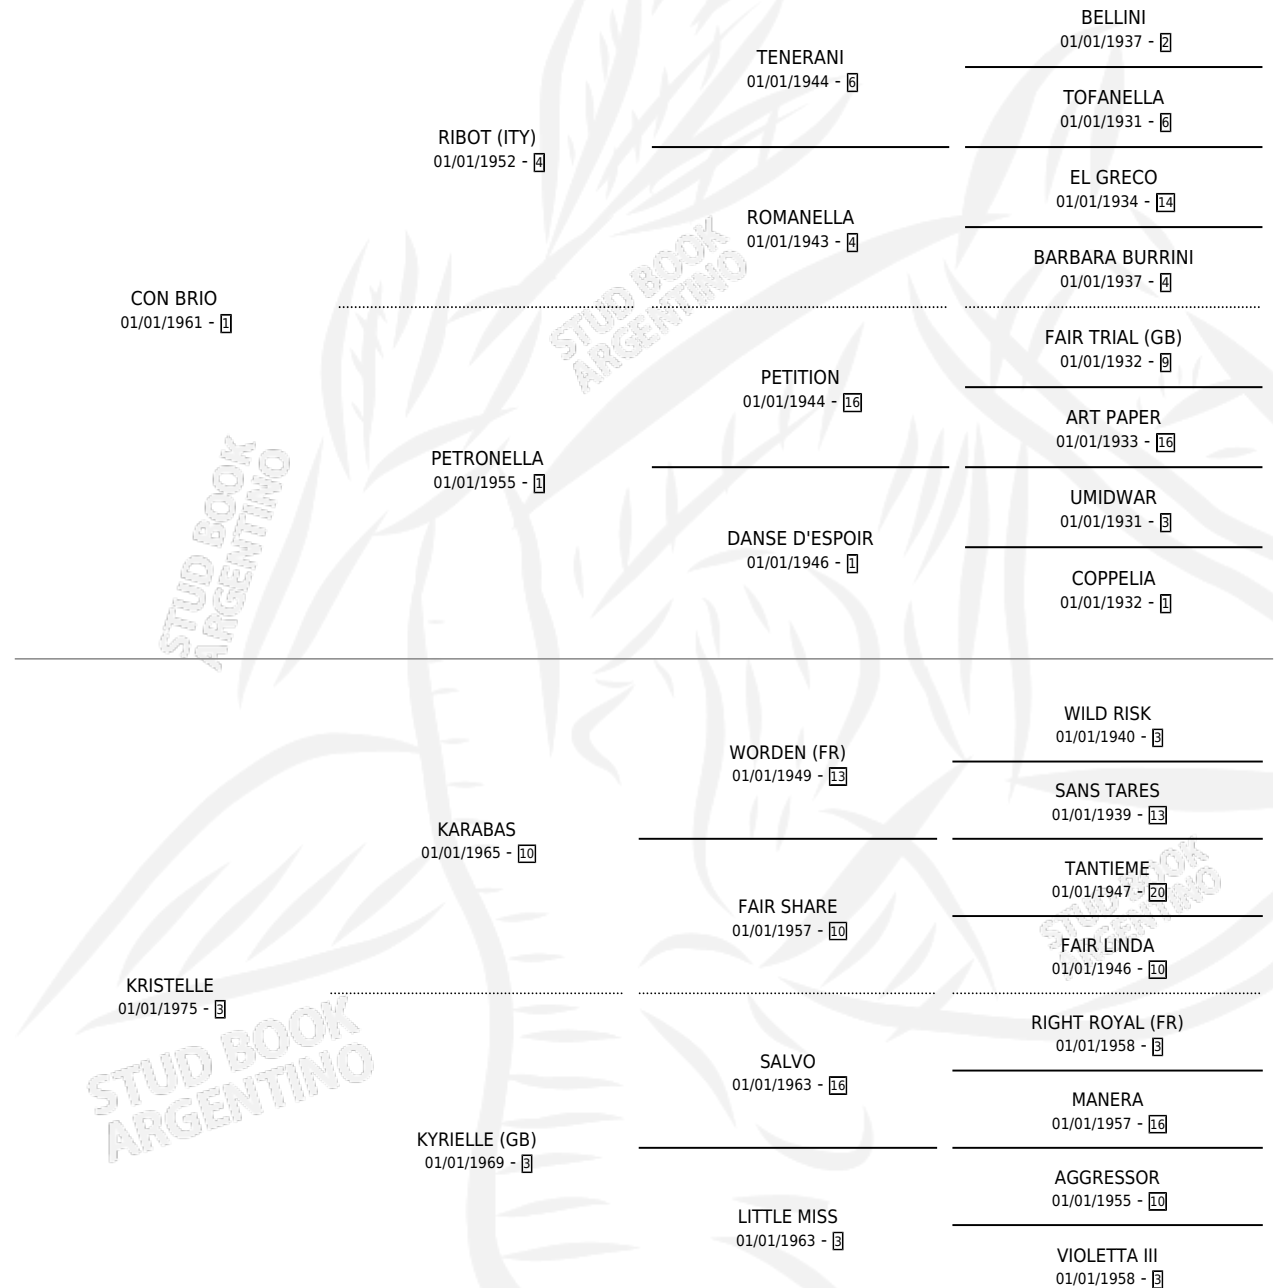 BELLINI
01/01/1937 - 2
TENERANI
01/01/1944 - 6
TOFANELLA
01/01/1931 - 6
RIBOT (ITY)
01/01/1952 - 4
EL GRECO
01/01/1934 - 14
ROMANELLA
01/01/1943 - 4
BARBARA BURRINI
01/01/1937 - 4
CON BRIO
01/01/1961 - 1
FAIR TRIAL (GB)
01/01/1932 - 9
PETITION
01/01/1944 - 16
ART PAPER
01/01/1933 - 16
PETRONELLA
01/01/1955 - 1
UMIDWAR
01/01/1931 - 3
DANSE D'ESPOIR
01/01/1946 - 1
COPPELIA
01/01/1932 - 1
WILD RISK
01/01/1940 - 3
WORDEN (FR)
01/01/1949 - 13
SANS TARES
01/01/1939 - 13
KARABAS
01/01/1965 - 10
TANTIEME
01/01/1947 - 20
FAIR SHARE
01/01/1957 - 10
FAIR LINDA
01/01/1946 - 10
KRISTELLE
01/01/1975 - 3
RIGHT ROYAL (FR)
01/01/1958 - 3
SALVO
01/01/1963 - 16
MANERA
01/01/1957 - 16
KYRIELLE (GB)
01/01/1969 - 3
AGGRESSOR
01/01/1955 - 10
LITTLE MISS
01/01/1963 - 3
VIOLETTA III
01/01/1958 - 3
STUD BOOK
ARGENTINO
STUD BOOK
ARGENTINO
STUD BOOK
ARGENTINO
STUD BOOK
ARGENTINO